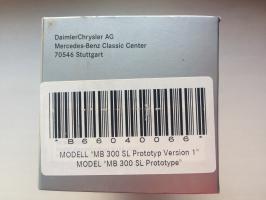 DaimlerChrysler AG
Mercedes-Benz Classic Center
70546 Stuttgart
*B66040066*
MODELL "MB 300 SL Prototyp Version 1"
MODEL "MB 300 SL Prototype"